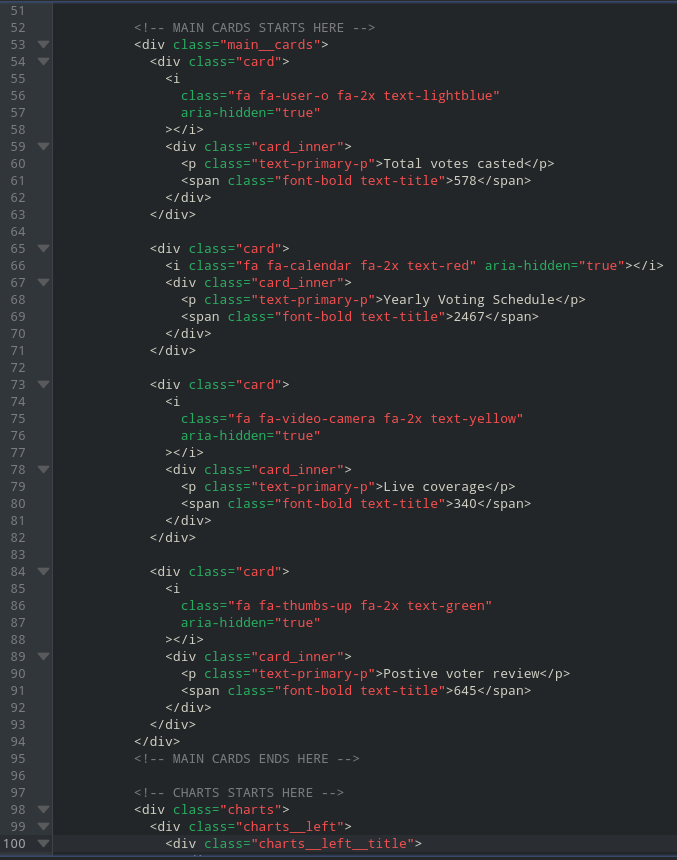 51
52 <!-- MAIN CARDS STARTS HERE -->
53 <div class="main__cards">
54 <div class="card">
55 <i
56 class="fa fa-user-o fa-2x text-lightblue"
57 aria-hidden="true"
58 ></i>
59 <div class="card_inner">
60 <p class="text-primary-p">Total votes casted</p>
61 <span class="font-bold text-title">578</span>
62 </div>
63 </div>
64
65 <div class="card">
66 <i class="fa fa-calendar fa-2x text-red" aria-hidden="true"></i>
67 <div class="card_inner">
68 <p class="text-primary-p">Yearly Voting Schedule</p>
69 <span class="font-bold text-title">2467</span>
70 </div>
71 </div>
72
73 <div class="card">
74 <i
75 class="fa fa-video-camera fa-2x text-yellow"
76 aria-hidden="true"
77 ></i>
78 <div class="card_inner">
79 <p class="text-primary-p">Live coverage</p>
80 <span class="font-bold text-title">340</span>
81 </div>
82 </div>
83
84 <div class="card">
85 <i
86 class="fa fa-thumbs-up fa-2x text-green"
87 aria-hidden="true"
88 ></i>
89 <div class="card_inner">
90 <p class="text-primary-p">Postive voter review</p>
91 <span class="font-bold text-title">645</span>
92 </div>
93 </div>
94 </div>
95 <!-- MAIN CARDS ENDS HERE -->
96
97 <!-- CHARTS STARTS HERE -->
98 <div class="charts">
99 <div class="charts__left">
100 <div class="charts__left__title">